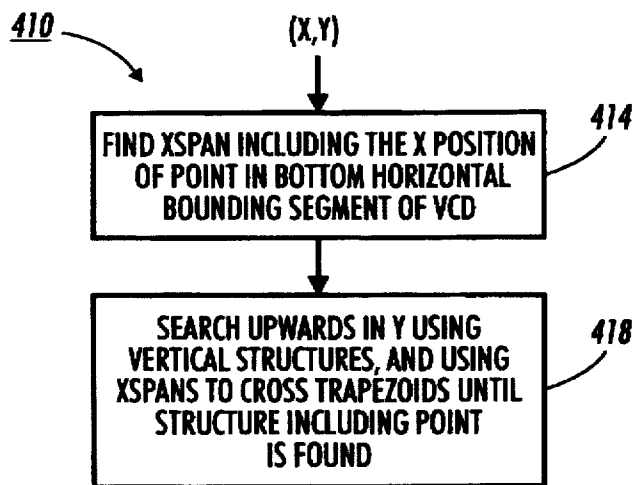 410
(X,Y)
FIND XSPAN INCLUDING THE X POSITION
OF POINT IN BOTTOM HORIZONTAL
BOUNDING SEGMENT OF VCD
414
SEARCH UPWARDS IN Y USING
VERTICAL STRUCTURES, AND USING
XSPANS TO CROSS TRAPEZOIDS UNTIL
STRUCTURE INCLUDING POINT
IS FOUND
418